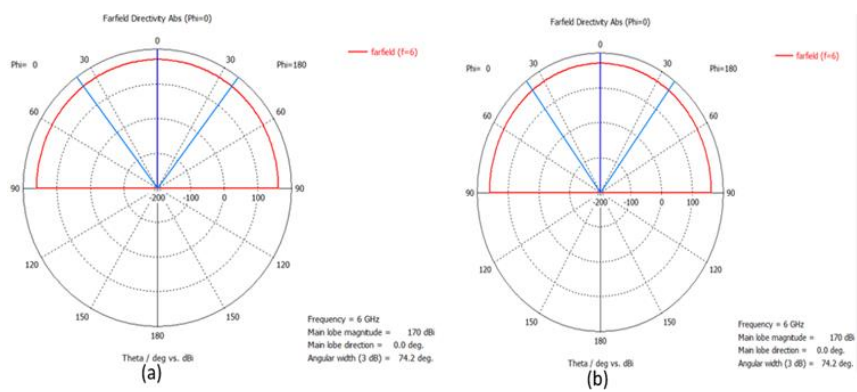 Farfield Directivity Abs (Phi=0)
0
30
30
Phi= 0
Phi=180
farfield (f=6)
60
60
90
90
-200
-100
0
100
120
120
150
150
180
Theta / deg vs. dBi
Frequency = 6 GHz
Main lobe magnitude = 170 dBi
Main lobe direction = 0.0 deg.
Angular width (3 dB) = 74.2 deg.
(a)
Farfield Directivity Abs (Phi=0)
0
30
30
Phi= 0
Phi=180
farfield (f=6)
60
60
90
90
-200
-100
0
100
120
120
150
150
180
Theta / deg vs. dBi
Frequency = 6 GHz
Main lobe magnitude = 170 dBi
Main lobe direction = 0.0 deg.
Angular width (3 dB) = 74.2 deg.
(b)